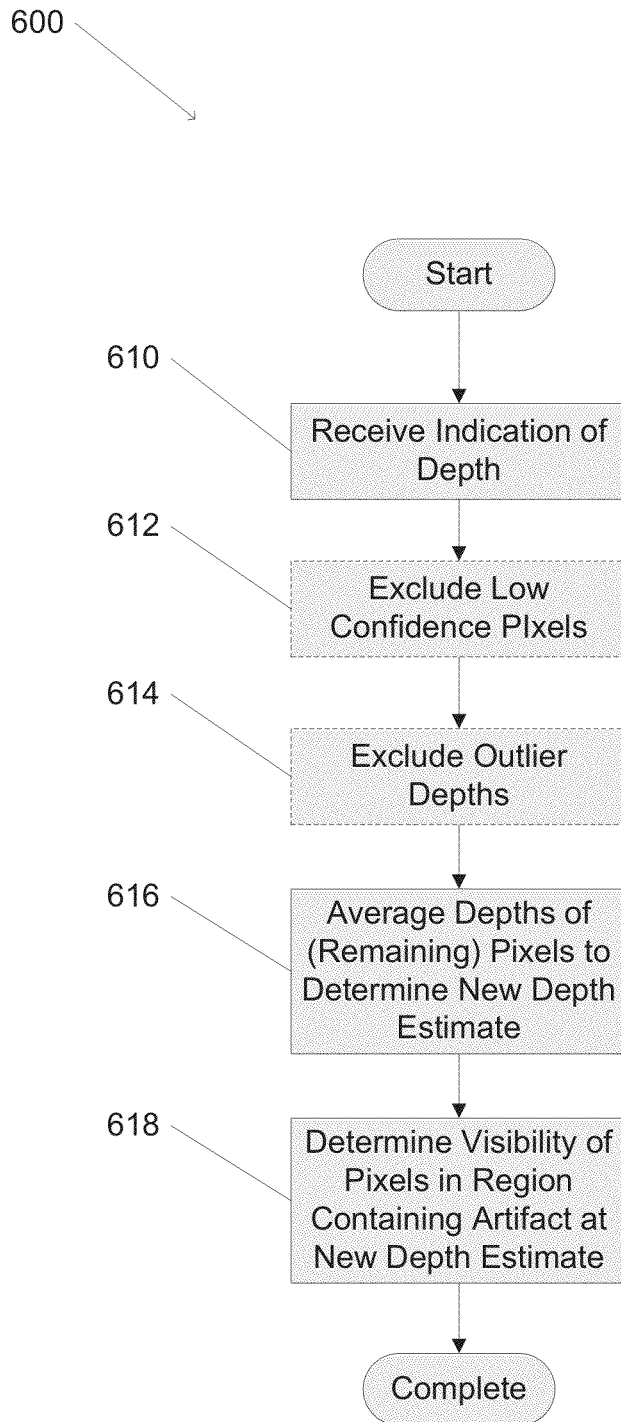 600
Start
610
Receive Indication of
Depth
612
Exclude Low
Confidence PIxels
614
Exclude Outlier
Depths
616
Average Depths of
(Remaining) Pixels to
Determine New Depth
Estimate
618
Determine Visibility of
Pixels in Region
Containing Artifact at
New Depth Estimate
Complete